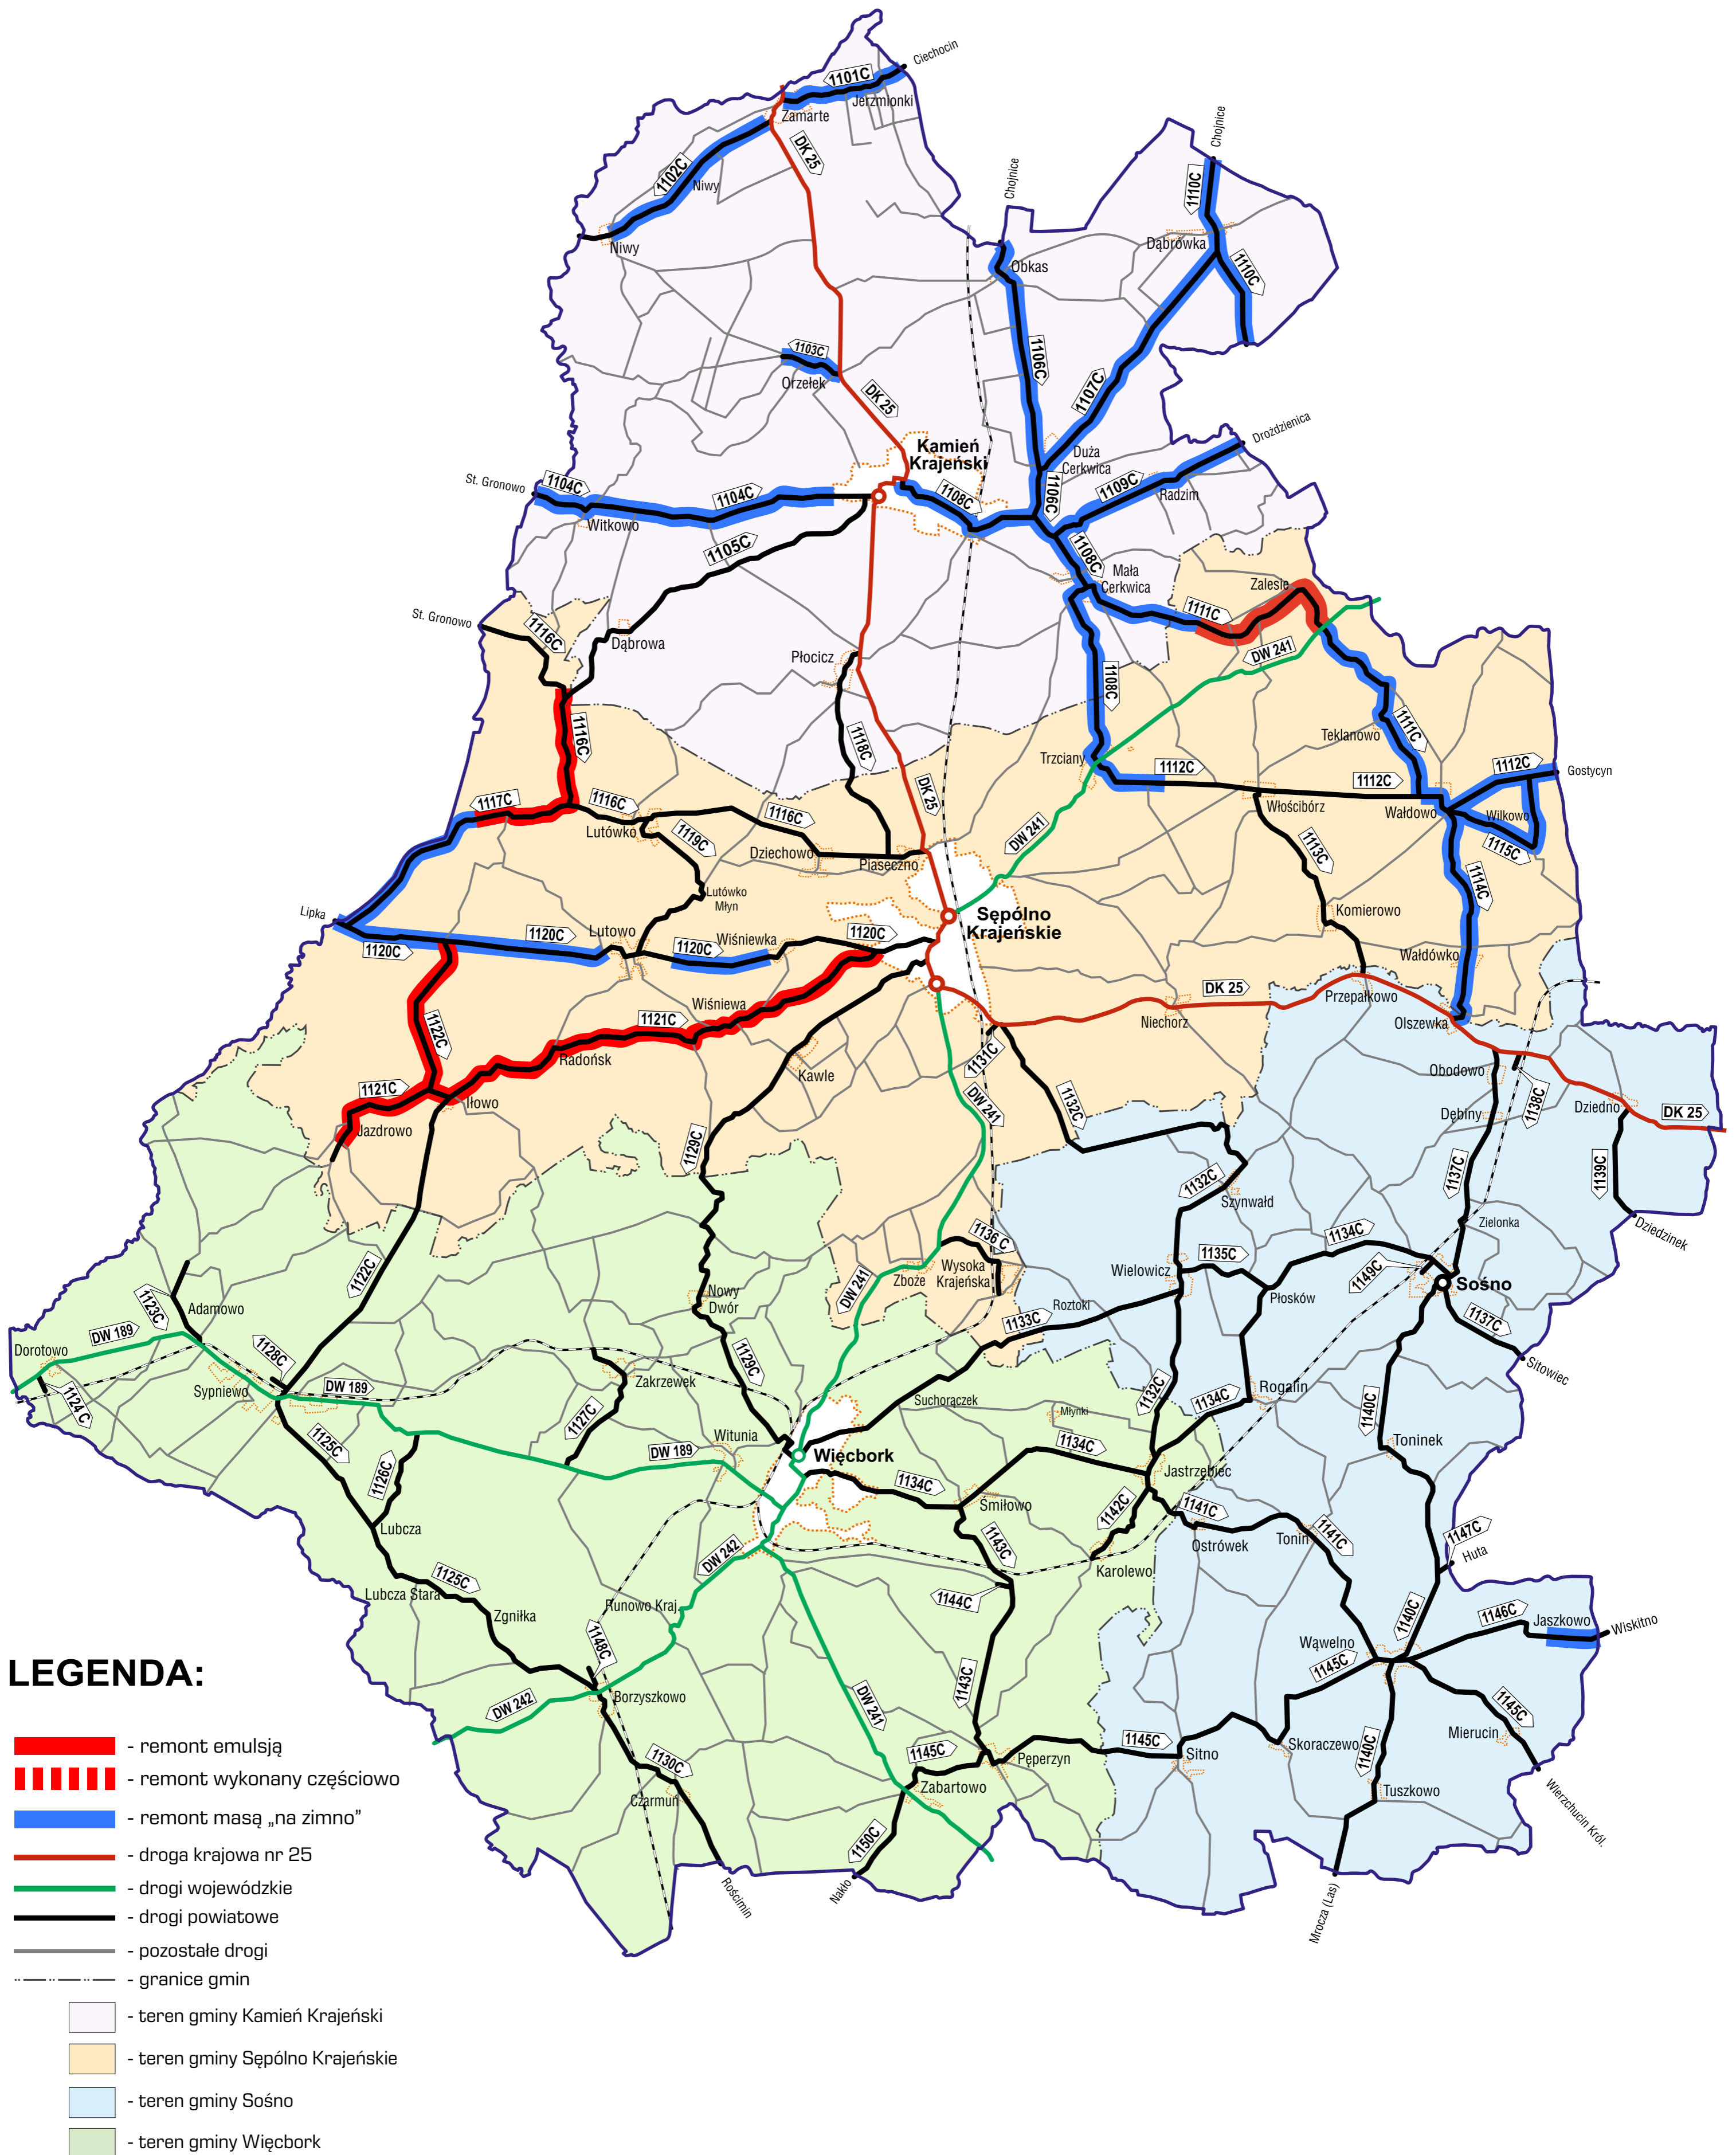 Ciechocin
1101C
Jerzmionki
Zamarte
DK 25
1102C
Niwy
Niwy
Chojnice
Chojnice
1110C
Dąbrówka
1110C
Obkas
1106C
1107C
1103C
Orzełek
DK 25
Kamień
Krajeński
Duża
Cerkwica
Drożdzienica
St. Gronowo
1104C
1104C
Witkowo
1108C
1106C
1109C
Radzim
1105C
1108C
Mała
Cerkwica
Zalesie
1111C
DW 241
St. Gronowo
1116C
Dąbrowa
Płocicz
1108C
1116C
1118C
Teklanowo
1111C
Trzciany
1112C
1112C
1112C
Gostycyn
DK 25
Włościbórz
Wałdowo
Wilkowo
1115C
1117C
1116C
Lutówko
1116C
1119C
Dziechowo
Piaseczno
DW 241
1113C
1114C
Lutówko
Młyn
Komierowo
Lipka
1120C
1120C
Lutowo
1120C
Wiśniewka
1120C
Sępólno
Krajeńskie
Wałdówko
Przepałkowo
DK 25
Niechorz
Olszewka
Wiśniewa
1121C
1122C
Radońsk
Kawle
1131C
DW 241
1132C
Obodowo
1138C
Dębiny
Dziedno
DK 25
1121C
Iłowo
Jazdrowo
1129C
1132C
Szynwałd
1137C
1139C
Dziedzinek
Zielonka
1122C
1136 C
Wysoka
Krajeńska
Zboże
DW 241
1134C
1135C
Wielowicz
Płosków
1149C
Sośno
1137C
Sitowiec
Roztoki
1133C
Nowy
Dwór
1123C
Adamowo
DW 189
Dorotowo
1128C
1124 C
Sypniewo
DW 189
1129C
Zakrzewek
1127C
Suchorączek
Młynki
1132C
1134C
Rogalin
1140C
Toninek
1125C
1126C
Witunia
DW 189
Więcbork
1134C
1134C
Jastrzębiec
Śmiłowo
1142C
1141C
Ostrówek
Tonin
1141C
1147C
Huta
Lubcza
1143C
Karolewo
DW 242
1125C
Lubcza Stara
Zgniłka
Runowo Kraj.
1144C
1140C
1146C
Jaszkowo
Wiskitno
1148C
Wąwelno
1145C
LEGENDA:
Borzyszkowo
DW 242
DW 241
1143C
1145C
Mierucin
- remont emulsją
- remont wykonany częściowo
- remont masą „na zimno”
- droga krajowa nr 25
- drogi wojewódzkie
- drogi powiatowe
- pozostałe drogi
- granice gmin
- teren gminy Kamień Krajeński
- teren gminy Sępólno Krajeńskie
- teren gminy Sośno
- teren gminy Więcbork
1130C
Czarmuń
1145C
Pęperzyn
1145C
Sitno
Skoraczewo
1140C
Tuszkowo
Zabartowo
1150C
Nakło
Rościmin
Mrocza (Las)
Wierzchucin Król.